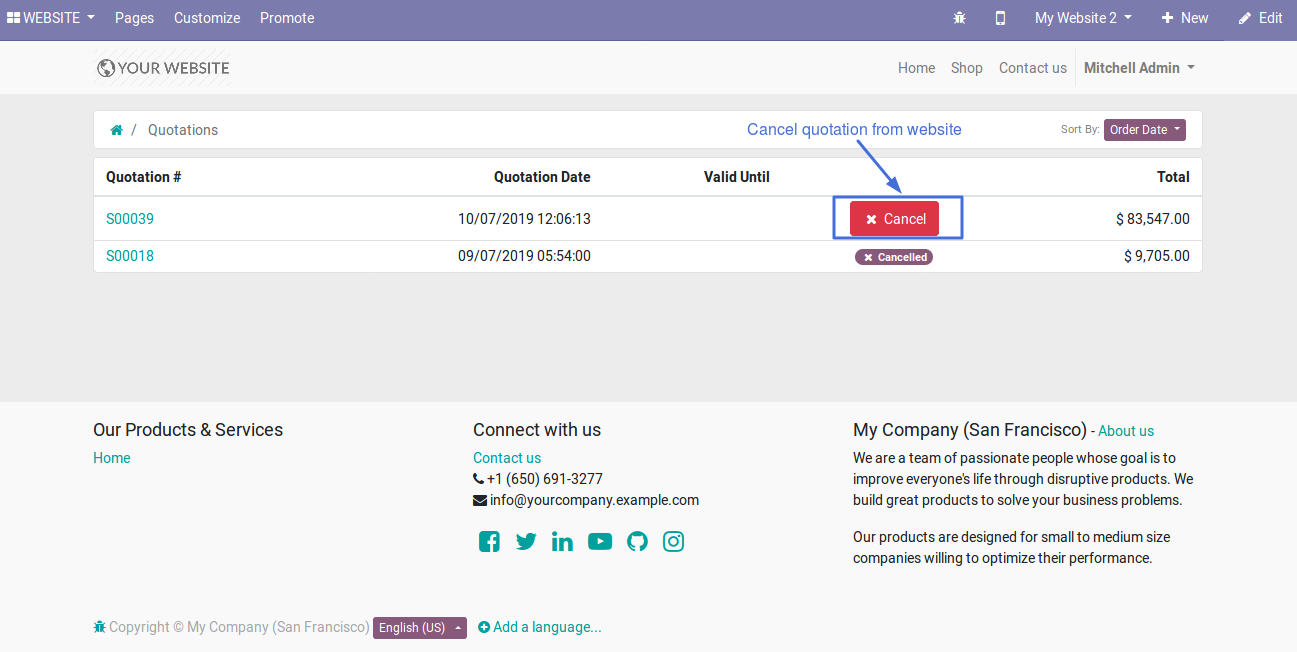 WEBSITE Pages Customize Promote My Website 2 New Edit
YOUR WEBSITE Home Shop Contact us Mitchell Admin
/ Quotations Cancel quotation from website Sort By: Order Date
Quotation # Quotation Date Valid Until Total
S00039 10/07/2019 12:06:13 Cancel $ 83,547.00
S00018 09/07/2019 05:54:00 Cancelled $ 9,705.00
Our Products & Services
Home
Connect with us
Contact us
+1 (650) 691-3277
info@yourcompany.example.com
My Company (San Francisco) - About us
We are a team of passionate people whose goal is to
improve everyone's life through disruptive products. We
build great products to solve your business problems.
Our products are designed for small to medium size
companies willing to optimize their performance.
Copyright © My Company (San Francisco) English (US) Add a language...